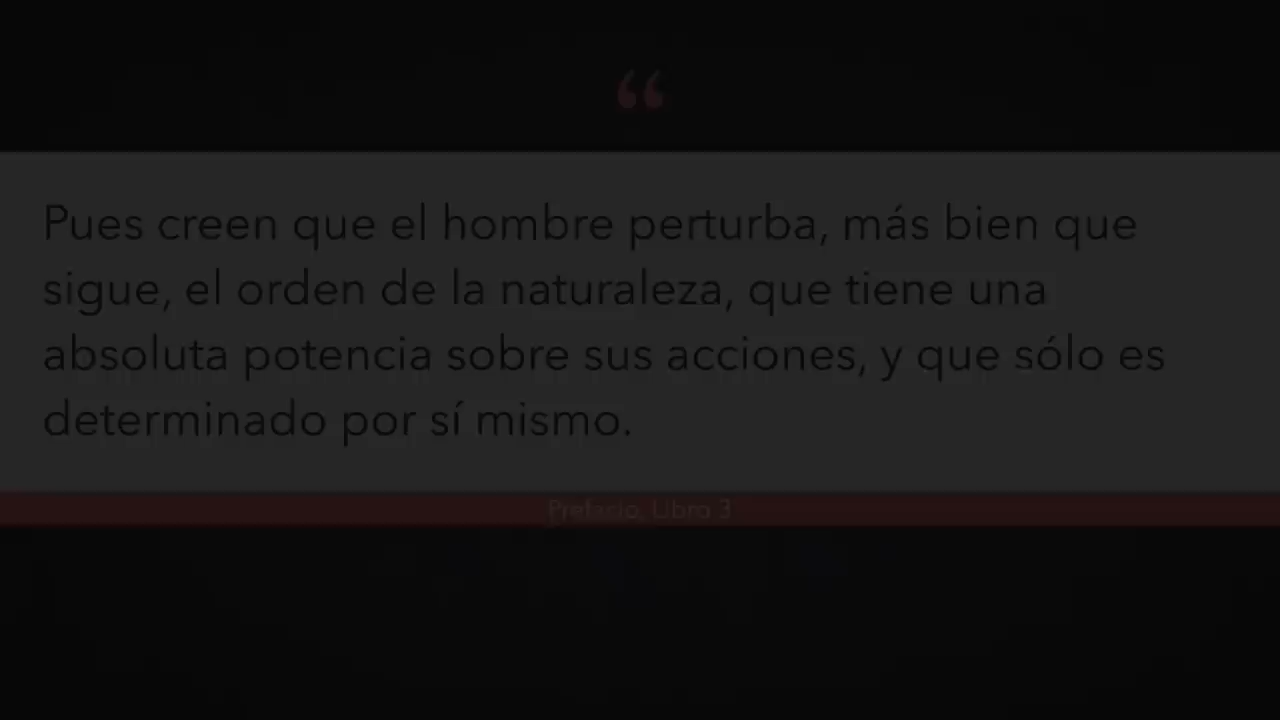 “
Pues creen que el hombre perturba, más bien que
sigue, el orden de la naturaleza, que tiene una
absoluta potencia sobre sus acciones, y que sólo es
determinado por sí mismo.
Prefacio, Libro 3